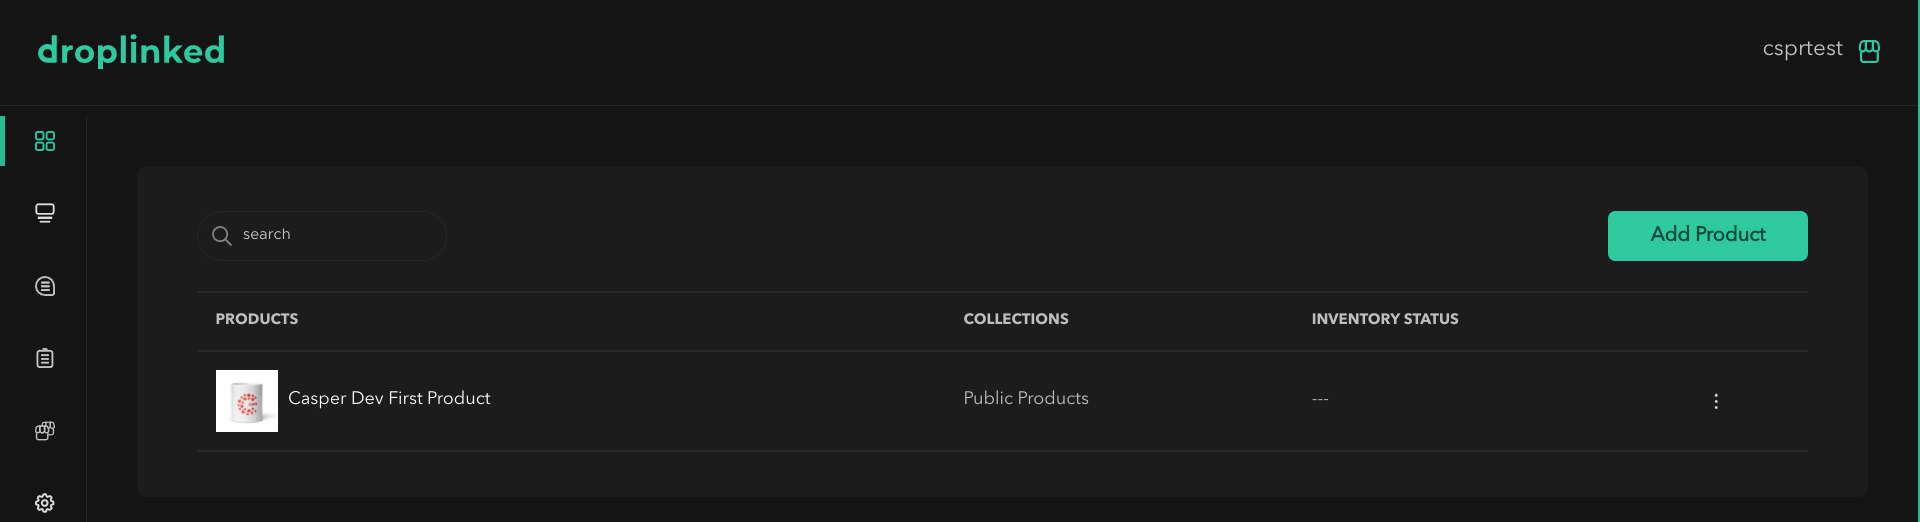 droplinked
csprtest
search
Add Product
PRODUCTS COLLECTIONS INVENTORY STATUS
Casper Dev First Product Public Products ---